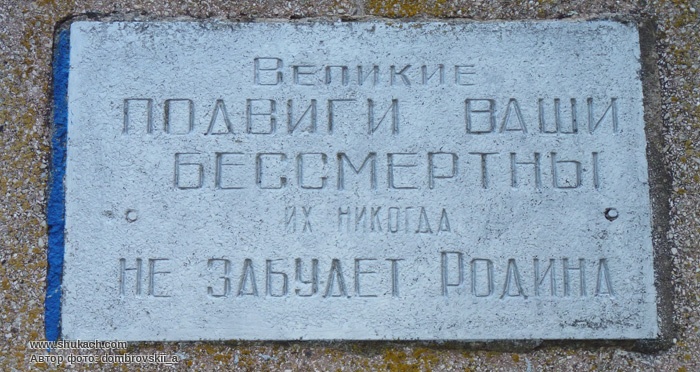 Великие
ПОДВИГИ ВАШИ
БЕССМЕРТНЫ
ИХ НИКОГДА
НЕ ЗАБУДЕТ РОДИНА
www.shukach.com
Автор фото: dombrovskii_a